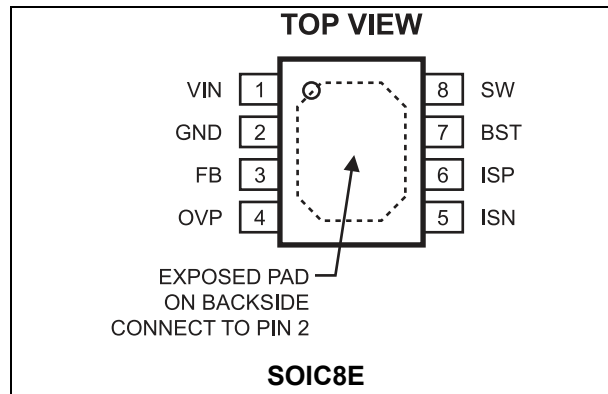 TOP VIEW
VIN 1 8 SW
GND 2 7 BST
FB 3 6 ISP
OVP 4 5 ISN
EXPOSED PAD
ON BACKSIDE
CONNECT TO PIN 2
SOIC8E